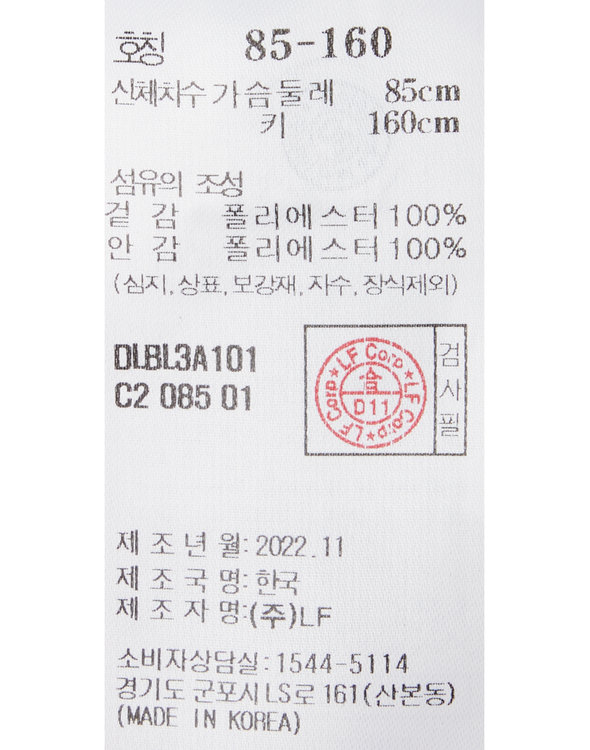 호칭 85-160
신체치수 가슴둘레 85cm
키 160cm
섬유의 조성
겉 감 폴리에스터 100%
안 감 폴리에스터 100%
(심지, 상표, 보강재, 자수, 장식제외)
DLBL3A101
C2 085 01
LF Corp ★ LF Corp ★ LF Corp ★
合
D11
검사필
제 조 년 월: 2022.11
제 조 국 명: 한국
제 조 자 명:(주)LF
소비자상담실: 1544-5114
경기도 군포시 LS로 161(산본동)
(MADE IN KOREA)